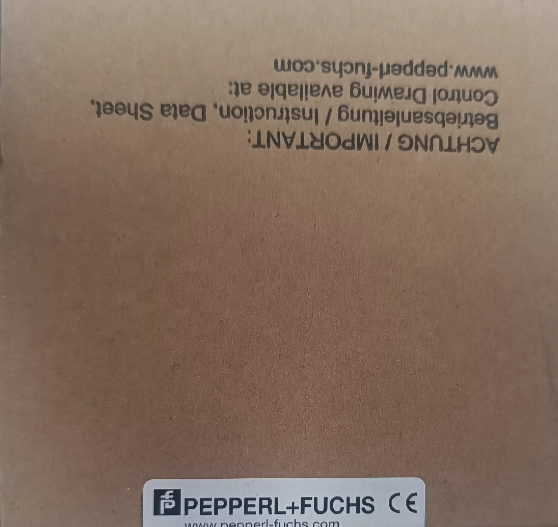 ACHTUNG / IMPORTANT:
Betriebsanleitung / Instruction, Data Sheet,
Control Drawing available at:
www.pepperl-fuchs.com
PEPPERL+FUCHS CE
www.pepperl-fuchs.com